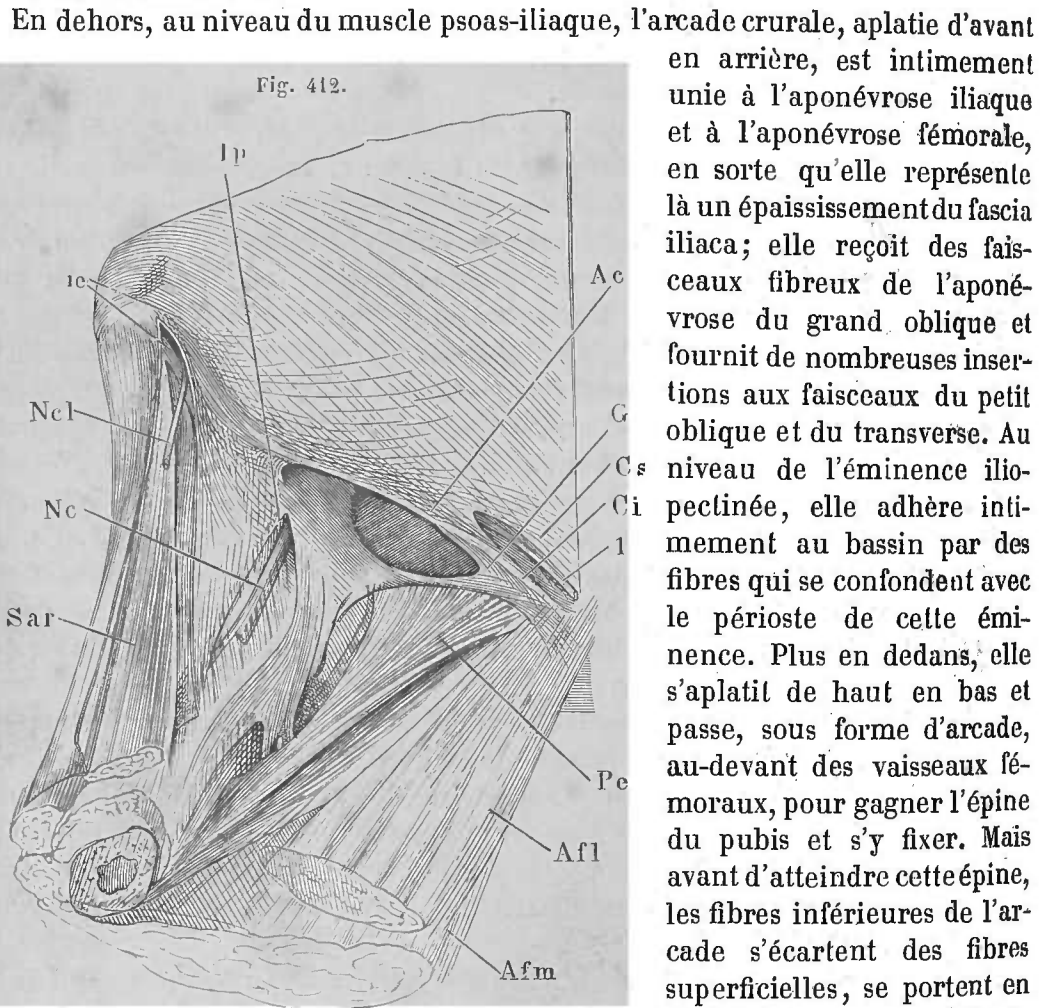 En dehors, au niveau du muscle psoas-iliaque, l'arcade crurale, aplatie d'avant
en arrière, est intimement
unie à l'aponévrose iliaque
et à l'aponévrose fémorale,
en sorte qu'elle représente
là un épaississement du fascia
iliaca; elle reçoit des fais-
ceaux fibreux de l'aponé-
vrose du grand oblique et
fournit de nombreuses inser-
tions aux faisceaux du petit
oblique et du transverse. Au
niveau de l'éminence ilio-
pectinée, elle adhère inti-
mement au bassin par des
fibres qui se confondent avec
le périoste de cette émi-
nence. Plus en dedans, elle
s'aplatit de haut en bas et
passe, sous forme d'arcade,
au-devant des vaisseaux fé-
moraux, pour gagner l'épine
du pubis et s'y fixer. Mais
avant d'atteindre cette épine,
les fibres inférieures de l'ar-
cade s'écartent des fibres
superficielles, se portent en
Fig. 412.
Ip
Ac
Ncl
G
Cs
Nc
Ci
1
Sar
Pe
Afl
Afm